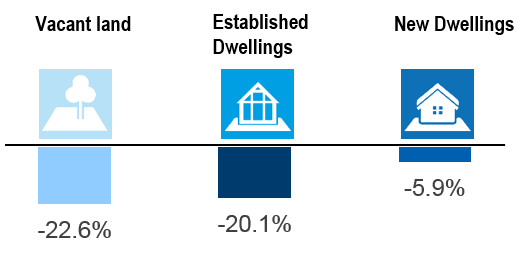 Vacant land
Established
Dwellings
New Dwellings
-22.6%
-20.1%
-5.9%